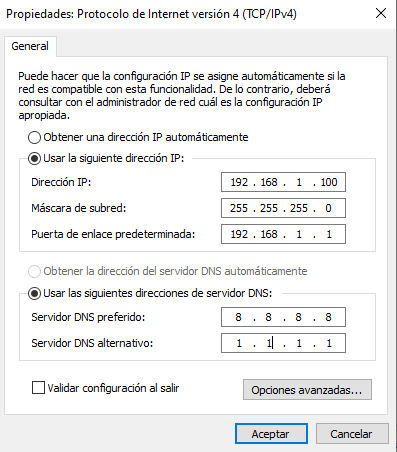 Propiedades: Protocolo de Internet versión 4 (TCP/IPv4)
General
Puede hacer que la configuración IP se asigne automáticamente si la
red es compatible con esta funcionalidad. De lo contrario, deberá
consultar con el administrador de red cuál es la configuración IP
apropiada.
Obtener una dirección IP automáticamente
Usar la siguiente dirección IP:
Dirección IP: 192 . 168 . 1 . 100
Máscara de subred: 255 . 255 . 255 . 0
Puerta de enlace predeterminada: 192 . 168 . 1 . 1
Obtener la dirección del servidor DNS automáticamente
Usar las siguientes direcciones de servidor DNS:
Servidor DNS preferido: 8 . 8 . 8 . 8
Servidor DNS alternativo: 1 . 1 . 1 . 1
Validar configuración al salir
Opciones avanzadas...
Aceptar Cancelar